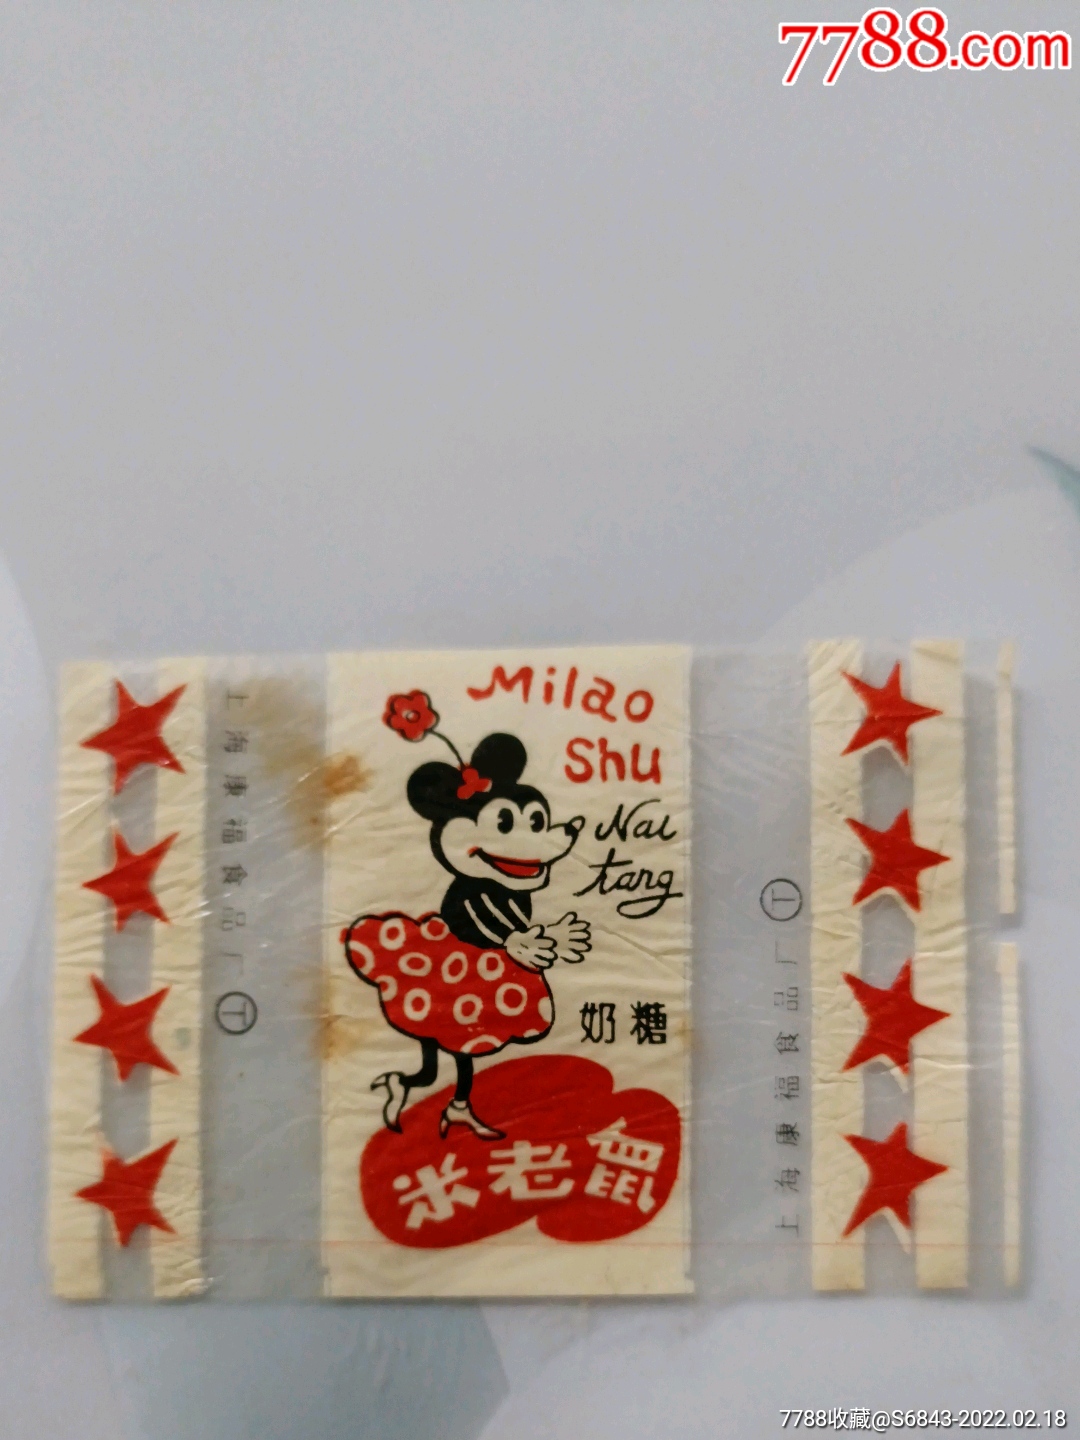 7788.com
Milao
Shu
Nai
tang
奶糖
米老鼠
上海康福食品厂
T
上海康福食品厂
T
7788收藏@S6843-2022.02.18